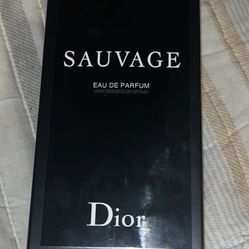 SAUVAGE
EAU DE PARFUM
VAPORISATEUR SPRAY
Dior